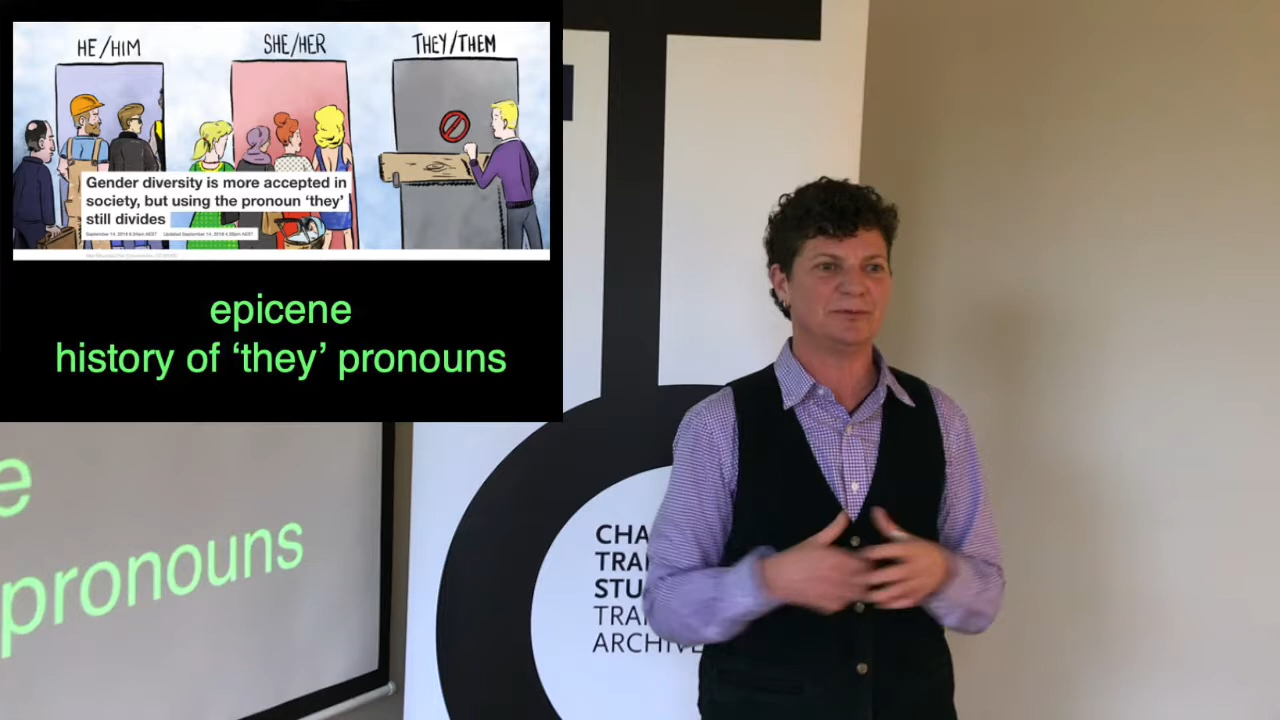 HE/HIM
SHE/HER
THEY/THEM
Gender diversity is more accepted in
society, but using the pronoun ‘they’
still divides
epicene
history of ‘they’ pronouns
e
pronouns
CHA
TRA
STU
TRA
ARCHIVE